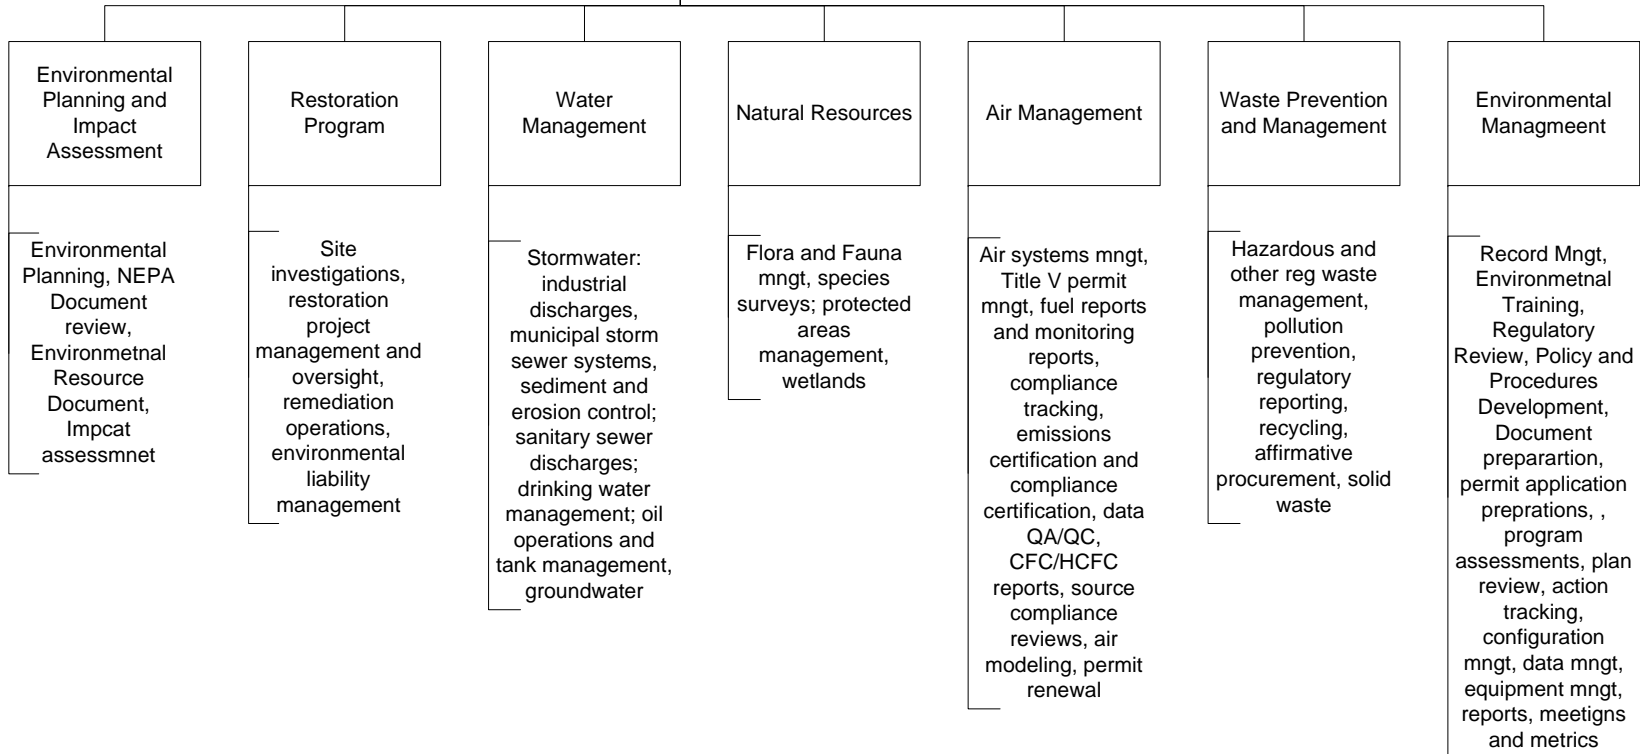 Environmental
Planning and
Impact
Assessment
Restoration
Program
Water
Management
Natural Resources
Air Management
Waste Prevention
and Management
Environmental
Managmeent
Environmental
Planning, NEPA
Document
review,
Environmetnal
Resource
Document,
Impcat
assessmnet
Site
investigations,
restoration
project
management and
oversight,
remediation
operations,
environmental
liability
management
Stormwater:
industrial
discharges,
municipal storm
sewer systems,
sediment and
erosion control;
sanitary sewer
discharges;
drinking water
management; oil
operations and
tank management,
groundwater
Flora and Fauna
mngt, species
surveys; protected
areas
management,
wetlands
Air systems mngt,
Title V permit
mngt, fuel reports
and monitoring
reports,
compliance
tracking,
emissions
certification and
compliance
certification, data
QA/QC,
CFC/HCFC
reports, source
compliance
reviews, air
modeling, permit
renewal
Hazardous and
other reg waste
management,
pollution
prevention,
regulatory
reporting,
recycling,
affirmative
procurement, solid
waste
Record Mngt,
Environmetnal
Training,
Regulatory
Review, Policy and
Procedures
Development,
Document
preparartion,
permit application
preprations, ,
program
assessments, plan
review, action
tracking,
configuration
mngt, data mngt,
equipment mngt,
reports, meetigns
and metrics